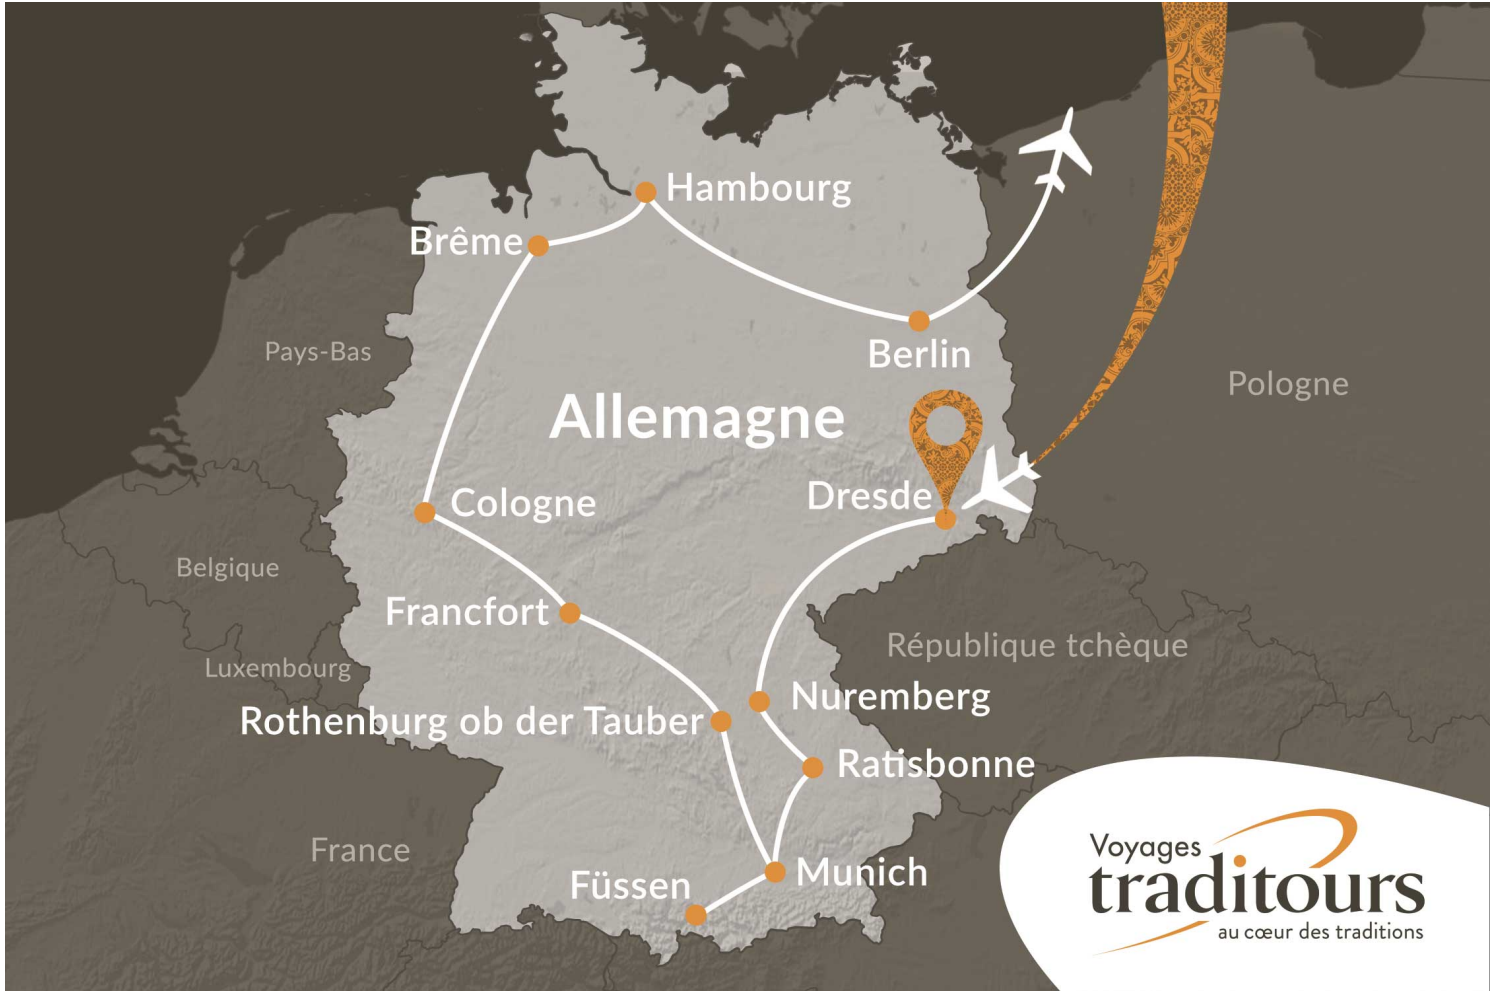 Hambourg
Brême
Pays-Bas
Berlin
Pologne
Allemagne
Dresde
Cologne
Belgique
Francfort
République tchèque
Luxembourg
Nuremberg
Rothenburg ob der Tauber
Ratisbonne
France
Munich
Füssen
Voyages
traditours
au cœur des traditions